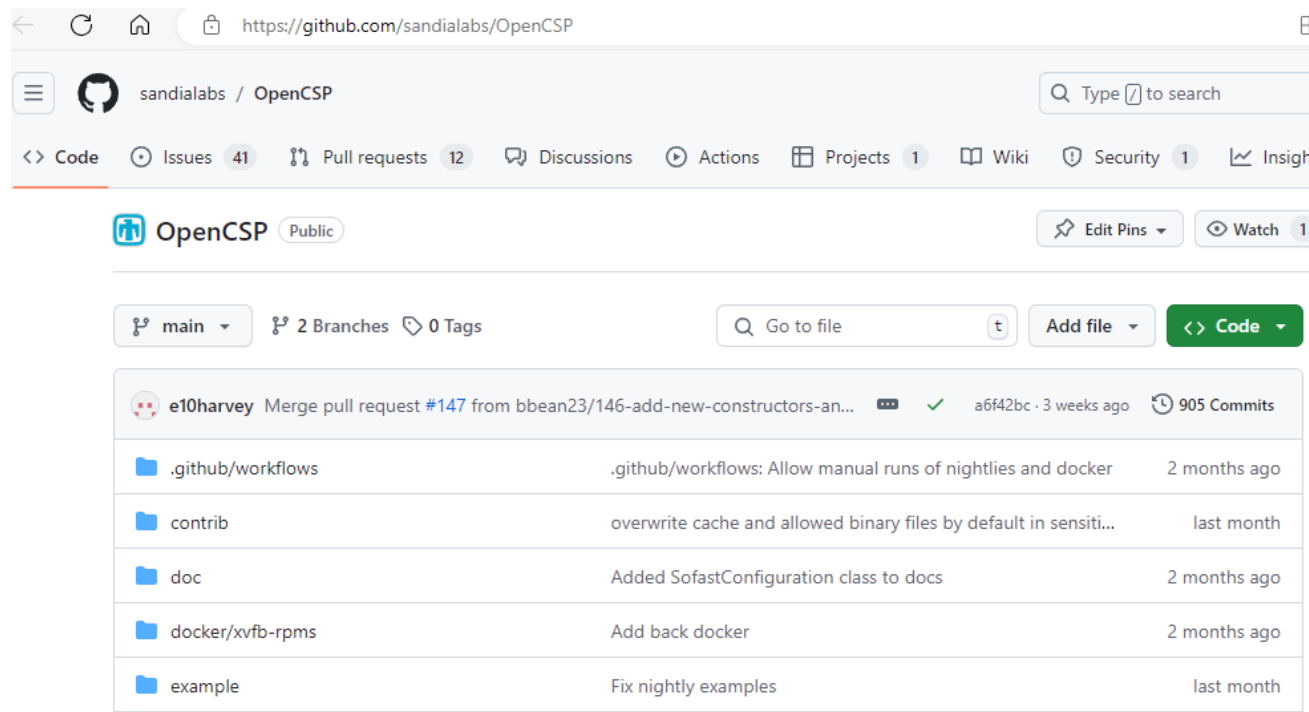 https://github.com/sandialabs/OpenCSP
sandialabs / OpenCSP
Type / to search
<> Code Issues 41 Pull requests 12 Discussions Actions Projects 1 Wiki Security 1 Insigh
OpenCSP Public Edit Pins Watch 1
main 2 Branches 0 Tags Go to file t Add file <> Code
e10harvey Merge pull request #147 from bbean23/146-add-new-constructors-an... a6f42bc · 3 weeks ago 905 Commits
.github/workflows .github/workflows: Allow manual runs of nightlies and docker 2 months ago
contrib overwrite cache and allowed binary files by default in sensiti... last month
doc Added SofastConfiguration class to docs 2 months ago
docker/xvfb-rpms Add back docker 2 months ago
example Fix nightly examples last month